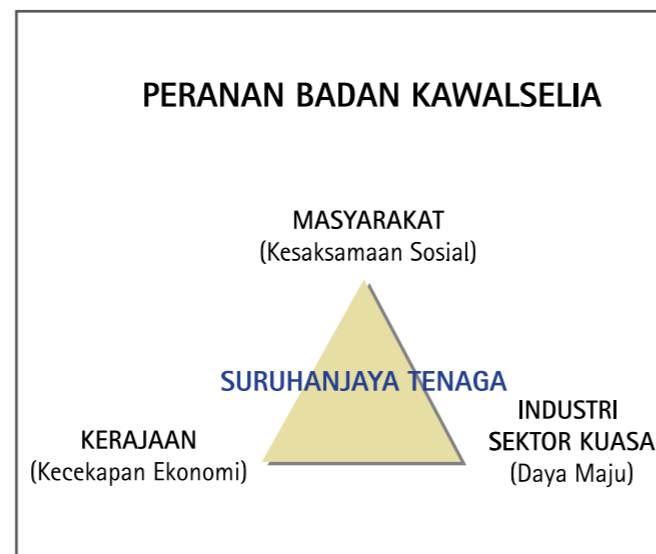 PERANAN BADAN KAWALSELIA
MASYARAKAT
(Kesaksamaan Sosial)
SURUHANJAYA TENAGA
KERAJAAN
(Kecekapan Ekonomi)
INDUSTRI
SEKTOR KUASA
(Daya Maju)